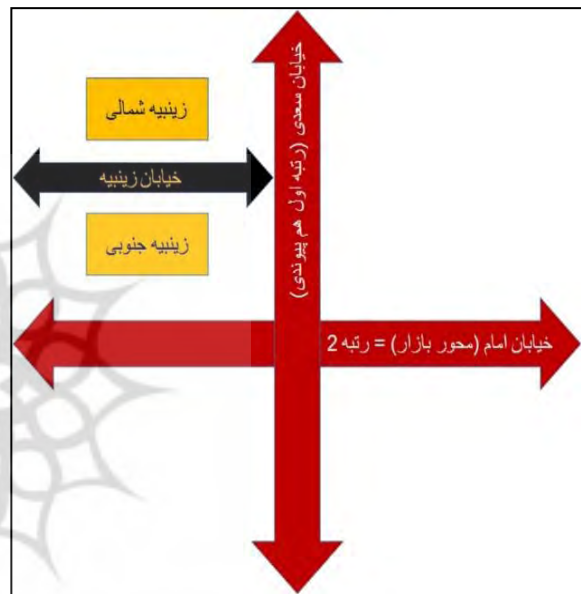 خیابان سعدی (رتبه اول هم پیوندی)
زینبیه شمالی
خیابان زینبیه
زینبیه جنوبی
خیابان امام (محور بازار) = رتبه 2